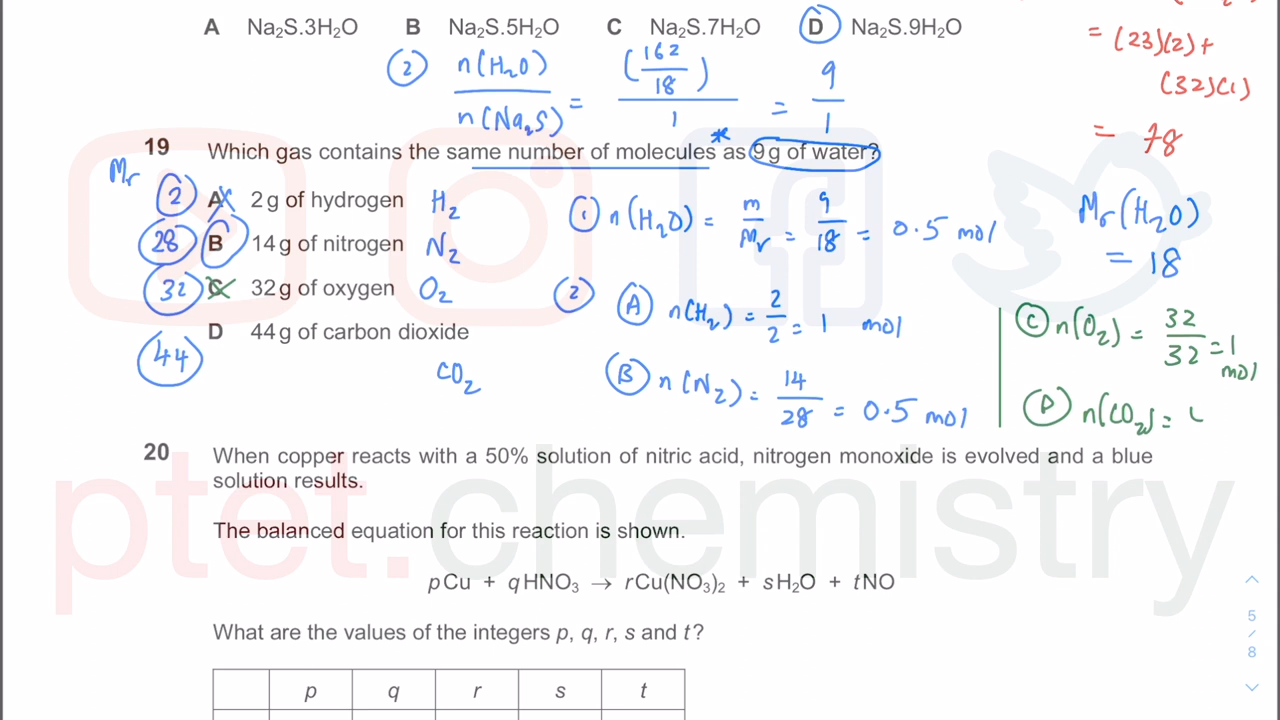 A Na₂S.3H₂O B Na₂S.5H₂O C Na₂S.7H₂O D Na₂S.9H₂O
= (23)(2) +
(32)(1)
= 78
② n(H₂O) / n(Na₂S) = (162/18) / 1 = 9/1
19 Which gas contains the same number of molecules* as 9 g of water?
Mr
2 A 2 g of hydrogen H₂
28 B 14 g of nitrogen N₂
32 C 32 g of oxygen O₂
44 D 44 g of carbon dioxide CO₂
① n(H₂O) = m/Mr = 9/18 = 0.5 mol
Mr(H₂O)
= 18
② Ⓐ n(H₂) = 2/2 = 1 mol
Ⓑ n(N₂) = 14/28 = 0.5 mol
Ⓒ n(O₂) = 32/32 = 1 mol
Ⓓ n(CO₂) =
20 When copper reacts with a 50% solution of nitric acid, nitrogen monoxide is evolved and a blue
solution results.
The balanced equation for this reaction is shown.
pCu + qHNO₃ → rCu(NO₃)₂ + sH₂O + tNO
What are the values of the integers p, q, r, s and t?
p q r s t
ptet.chemistry
5
/
8